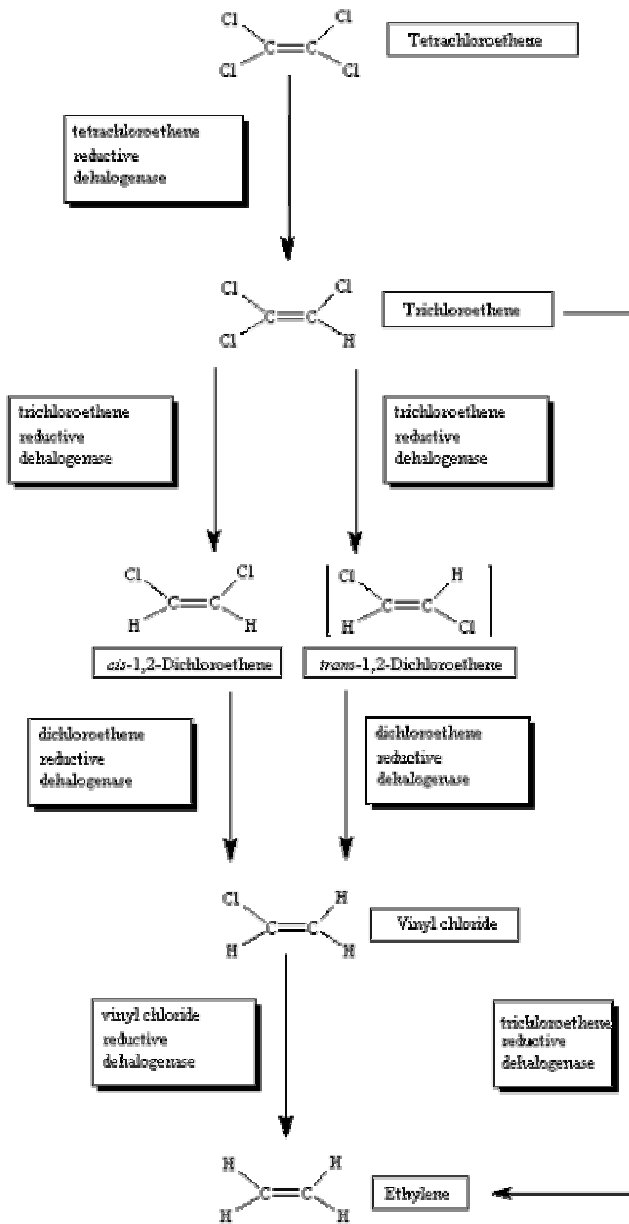 Cl Cl
C=C
Cl Cl
Tetrachloroethene
tetrachloroethene
reductive
dehalogenase
Cl Cl
C=C
Cl H
Trichloroethene
trichloroethene
reductive
dehalogenase
trichloroethene
reductive
dehalogenase
Cl Cl
C=C
H H
Cl H
C=C
H Cl
cis-1,2-Dichloroethene
trans-1,2-Dichloroethene
dichloroethene
reductive
dehalogenase
dichloroethene
reductive
dehalogenase
Cl H
C=C
H H
Vinyl chloride
vinyl chloride
reductive
dehalogenase
trichloroethene
reductive
dehalogenase
H H
C=C
H H
Ethylene